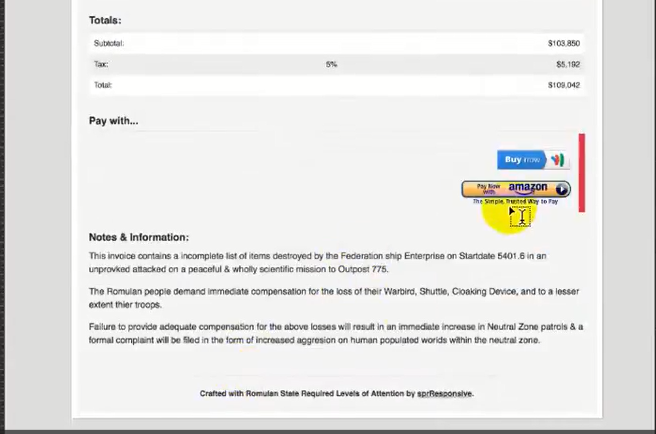 Totals:
Subtotal: $103,850
Tax: 5% $5,192
Total: $109,042
Pay with...
Buy now
Pay Now with amazon
The Simple, Trusted Way to Pay
Notes & Information:
This invoice contains a incomplete list of items destroyed by the Federation ship Enterprise on Startdate 5401.6 in an
unprovked attacked on a peaceful & wholly scientific mission to Outpost 775.
The Romulan people demand immediate compensation for the loss of their Warbird, Shuttle, Cloaking Device, and to a lesser
extent thier troops.
Failure to provide adequate compensation for the above losses will result in an immediate increase in Neutral Zone patrols & a
formal complaint will be filed in the form of increased aggresion on human populated worlds within the neutral zone.
Crafted with Romulan State Required Levels of Attention by sprResponsive.